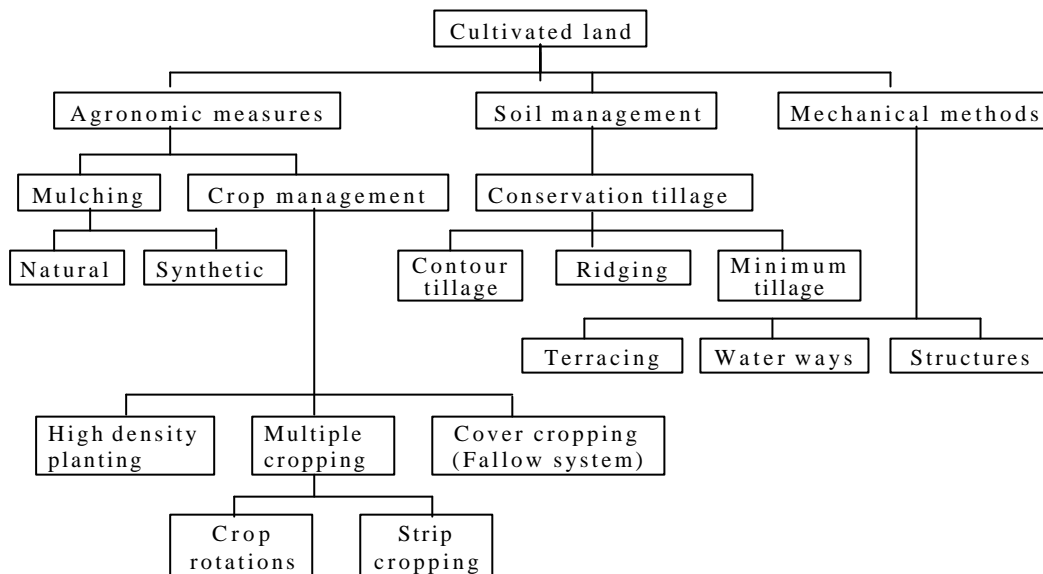 Cultivated land
Agronomic measures
Soil management
Mechanical methods
Mulching
Crop management
Conservation tillage
Natural
Synthetic
Contour
tillage
Ridging
Minimum
tillage
Terracing
Water ways
Structures
High density
planting
Multiple
cropping
Cover cropping
(Fallow system)
Crop
rotations
Strip
cropping